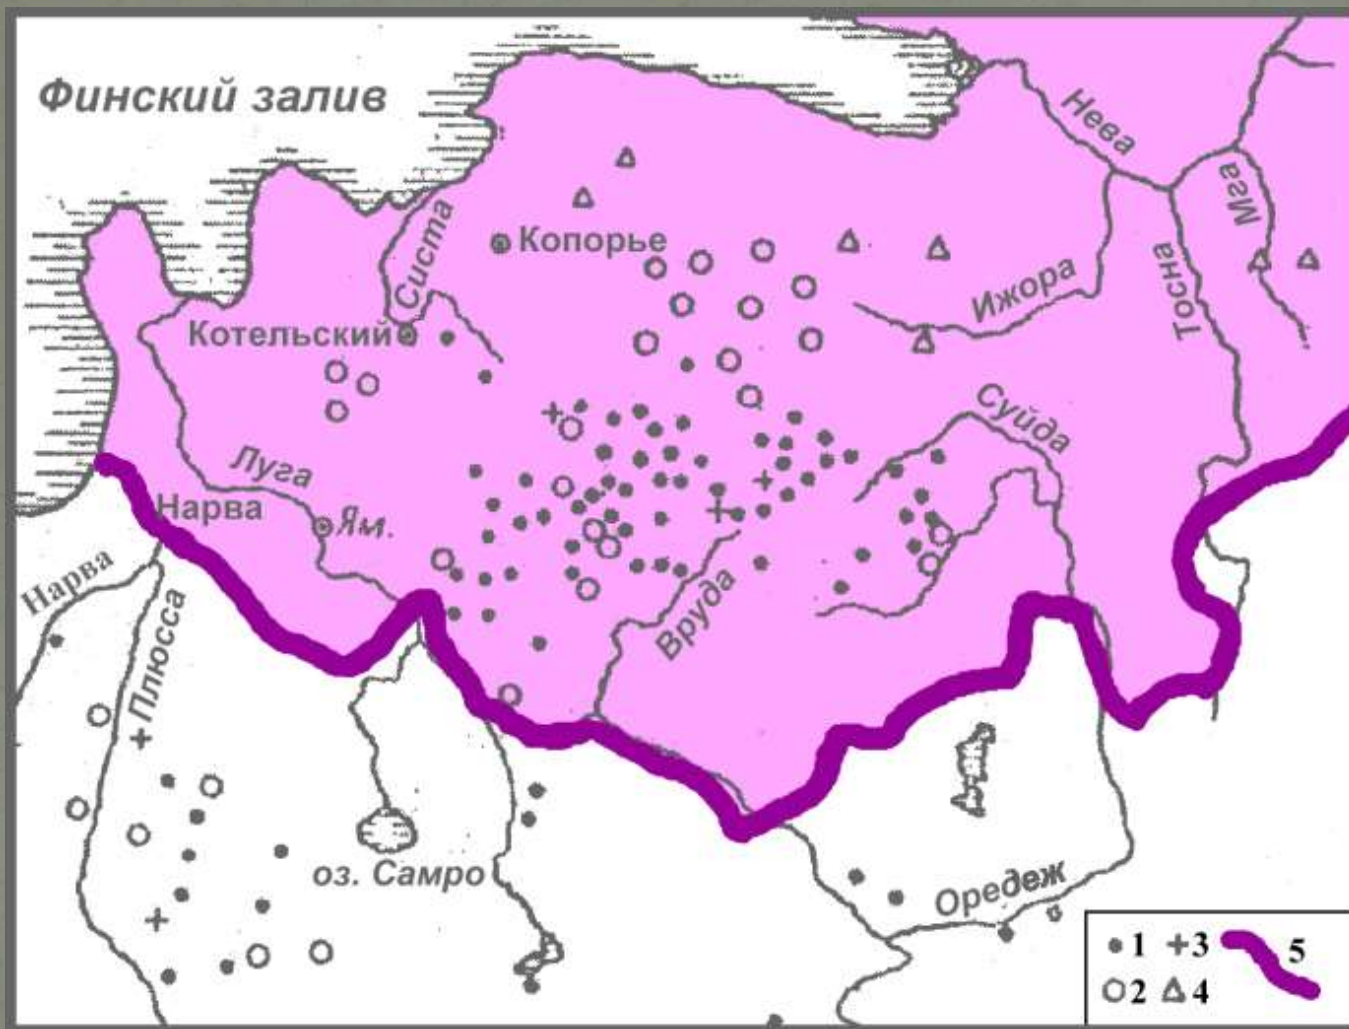 Финский залив
Нева
Мга
Систа
Копорье
Ижора
Тосна
Котельский
Суйда
Луга
Нарва
Ям.
Нарва
Плюсса
Вруда
оз. Самро
Оредеж
1 3 5
2 4